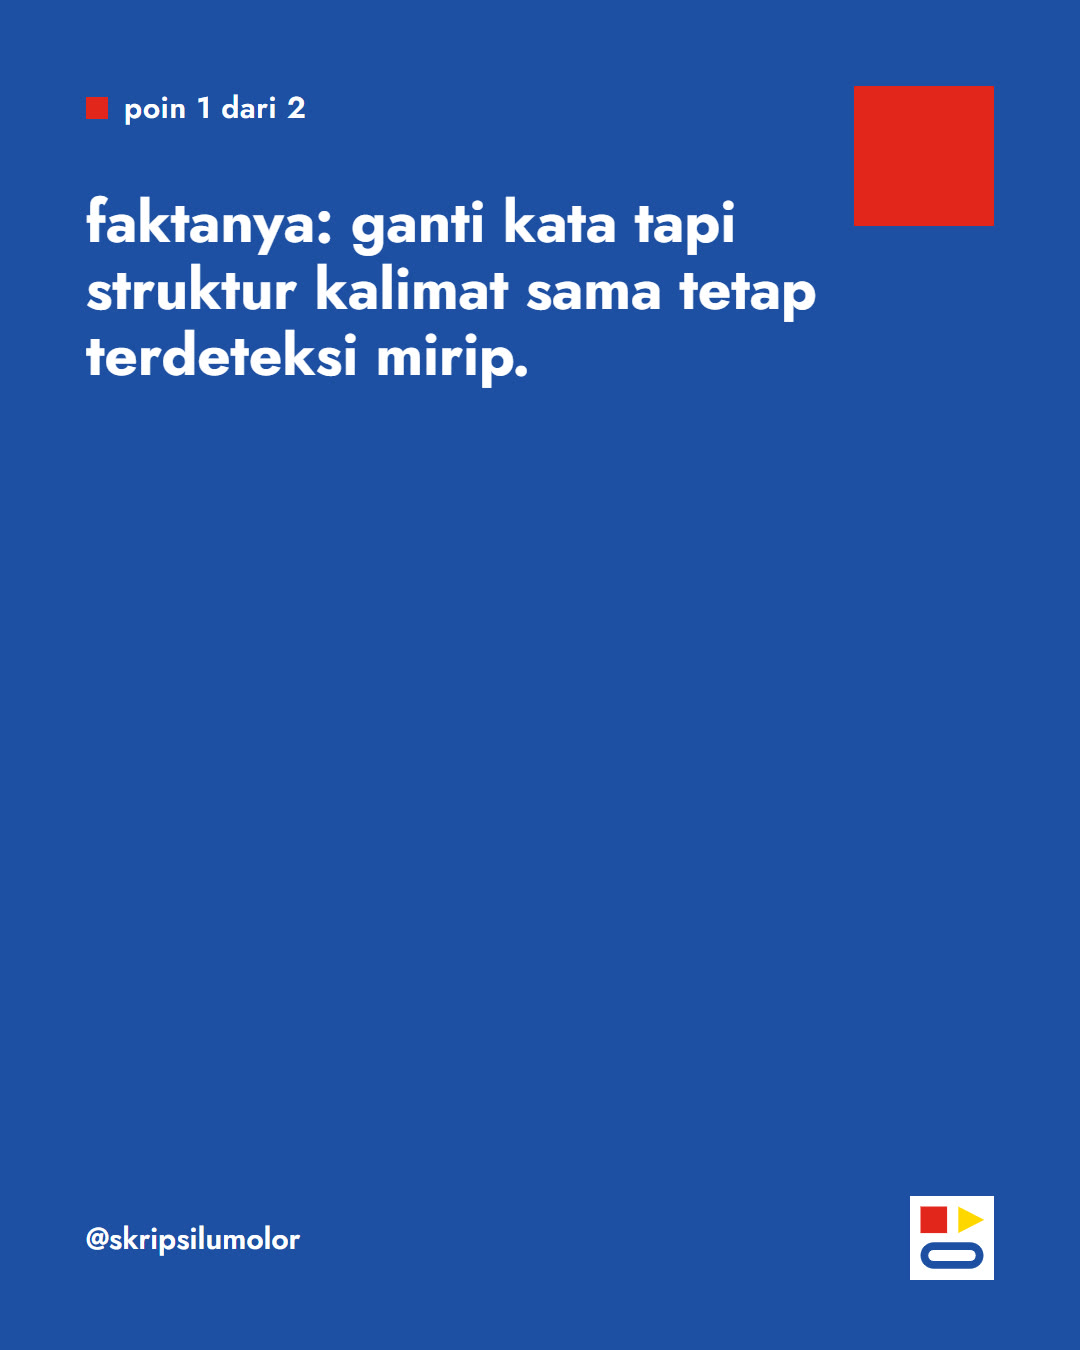 poin 1 dari 2
faktanya: ganti kata tapi
struktur kalimat sama tetap
terdeteksi mirip.
@skripsilumolor